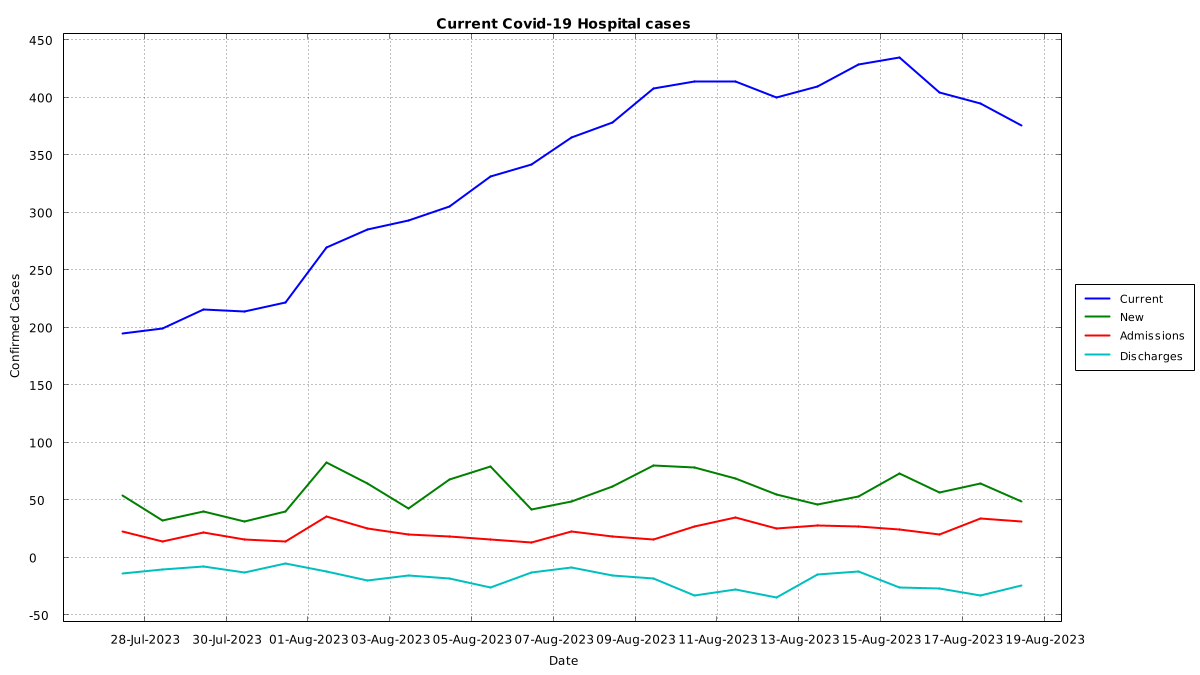 Current Covid-19 Hospital cases
450
400
350
300
250
200
150
100
50
0
-50
Confirmed Cases
28-Jul-2023 30-Jul-2023 01-Aug-2023 03-Aug-2023 05-Aug-2023 07-Aug-2023 09-Aug-2023 11-Aug-2023 13-Aug-2023 15-Aug-2023 17-Aug-2023 19-Aug-2023
Date
Current
New
Admissions
Discharges